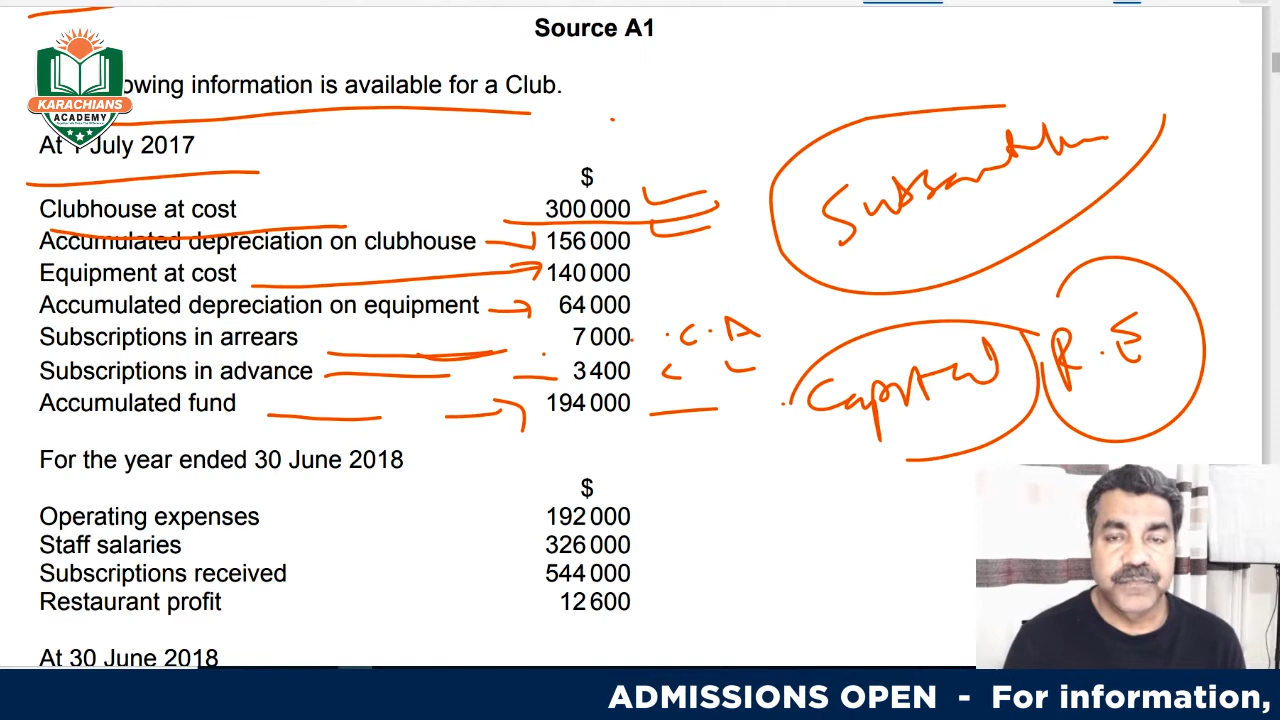 Source A1
KARACHIANS
ACADEMY
owing information is available for a Club.
At 1 July 2017
$
Clubhouse at cost 300 000
Accumulated depreciation on clubhouse 156 000
Equipment at cost 140 000
Accumulated depreciation on equipment 64 000
Subscriptions in arrears 7 000 C.A
Subscriptions in advance 3 400 C L
Accumulated fund 194 000 Capital R.E
For the year ended 30 June 2018
$
Operating expenses 192 000
Staff salaries 326 000
Subscriptions received 544 000
Restaurant profit 12 600
At 30 June 2018
ADMISSIONS OPEN - For information,